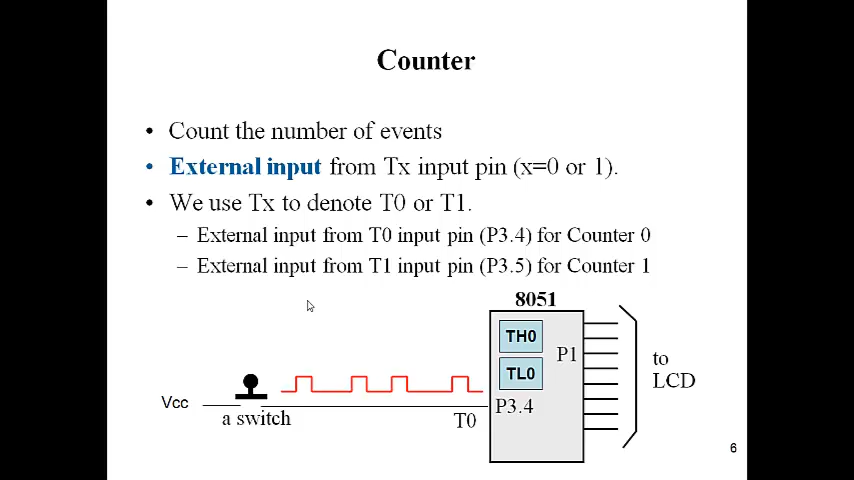 Counter
• Count the number of events
• External input from Tx input pin (x=0 or 1).
• We use Tx to denote T0 or T1.
– External input from T0 input pin (P3.4) for Counter 0
– External input from T1 input pin (P3.5) for Counter 1
8051
TH0
P1
to
LCD
TL0
Vcc
P3.4
a switch
T0
6